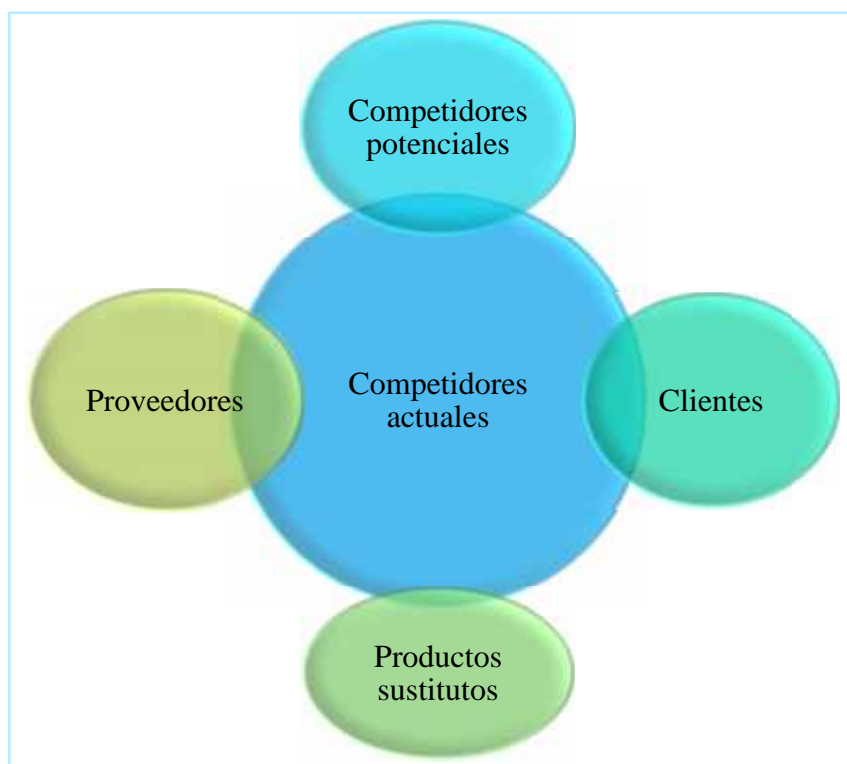 Competidores
potenciales
Proveedores
Competidores
actuales
Clientes
Productos
sustitutos